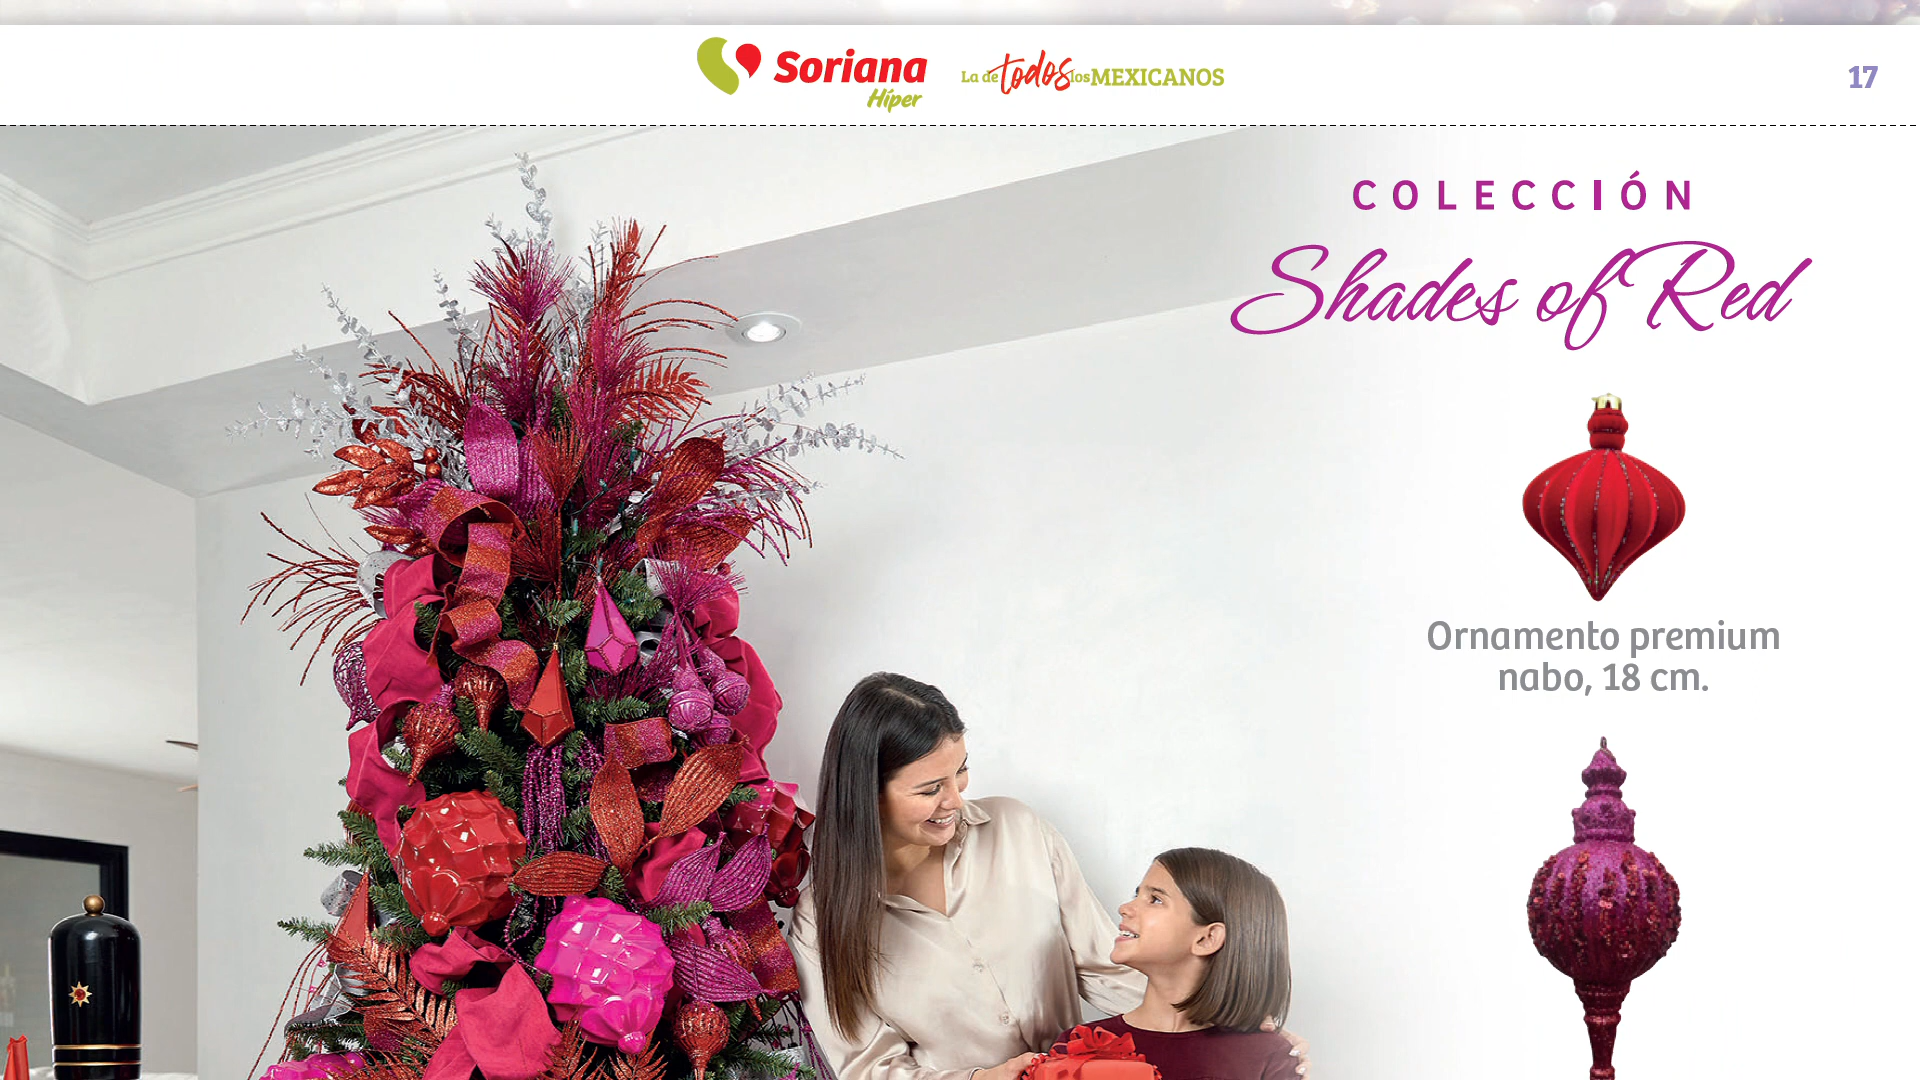 Soriana
Híper
La de todos los MEXICANOS
17
COLECCIÓN
Shades of Red
Ornamento premium
nabo, 18 cm.